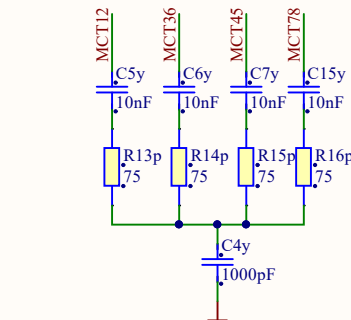 MCT12
MCT36
MCT45
MCT78
C5y
C6y
C7y
C15y
10nF
10nF
10nF
10nF
R13p
R14p
R15p
R16p
75
75
75
75
C4y
1000pF